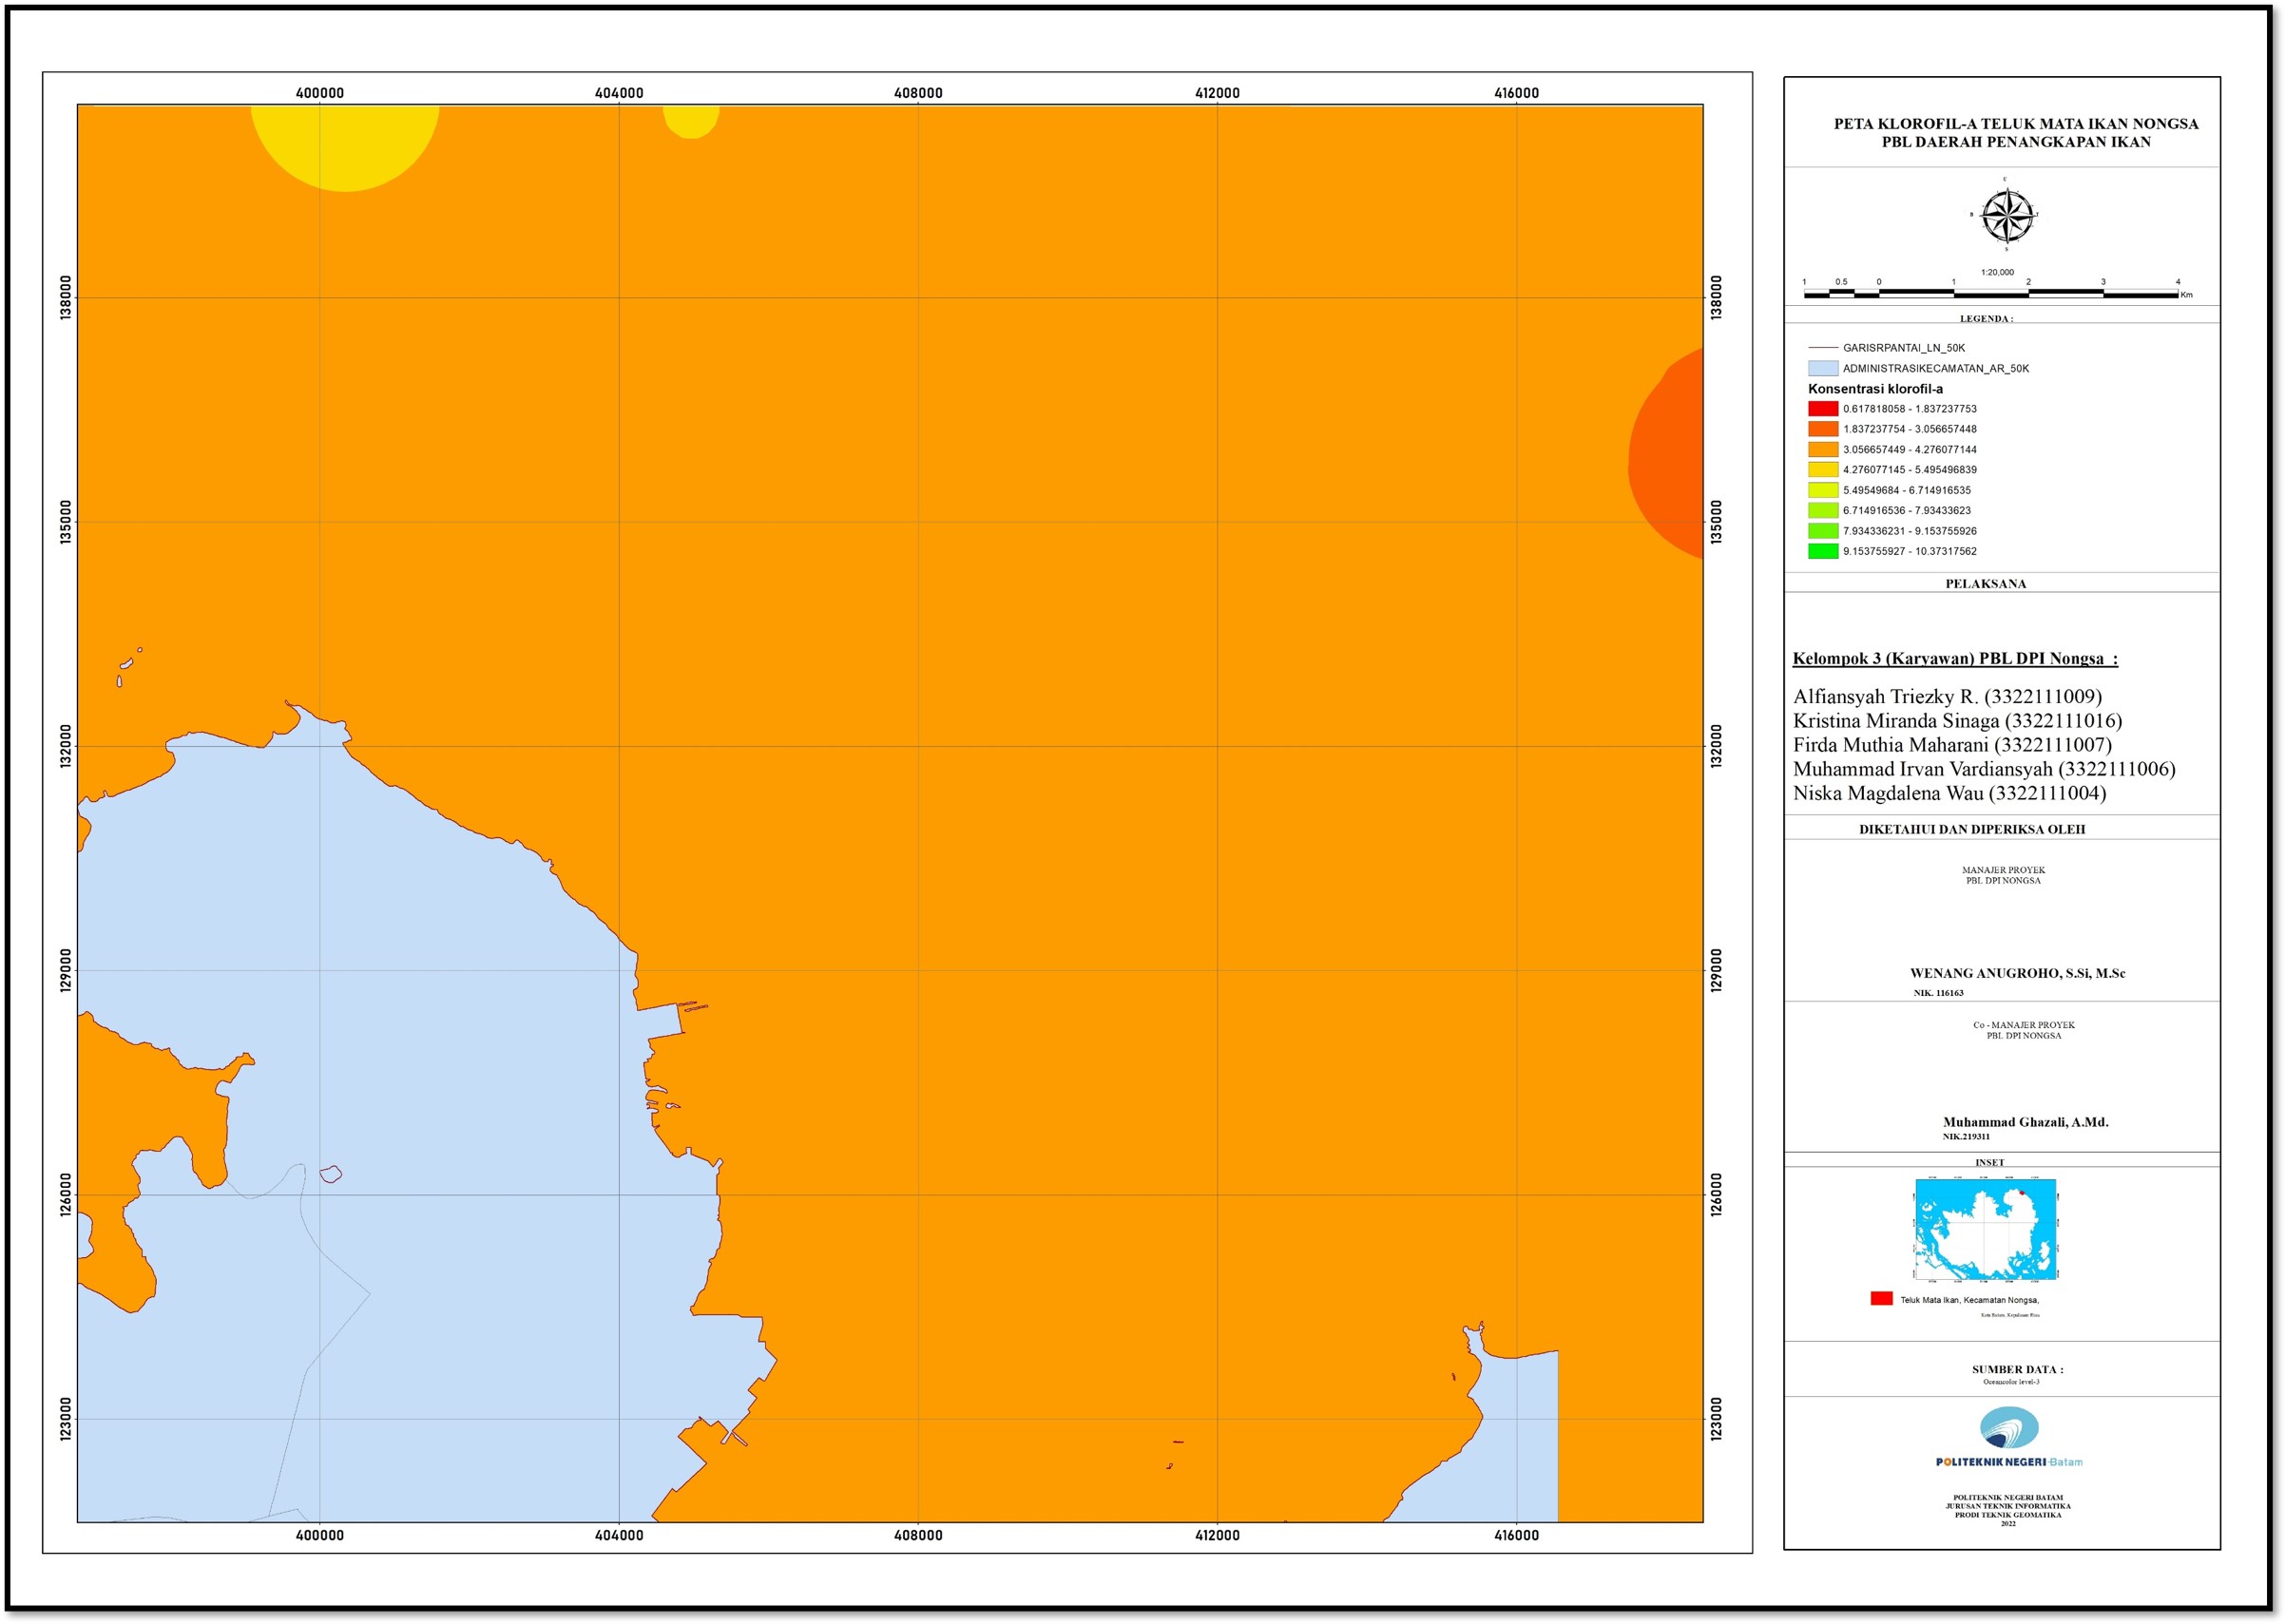 400000 404000 408000 412000 416000
138000 138000
135000 135000
132000 132000
129000 129000
126000 126000
123000 123000
400000 404000 408000 412000 416000
PETA KLOROFIL-A TELUK MATA IKAN NONGSA
PBL DAERAH PENANGKAPAN IKAN
U
B T
S
1:20,000
1 0.5 0 1 2 3 4
Km
LEGENDA :
GARISRPANTAI_LN_50K
ADMINISTRASIKECAMATAN_AR_50K
Konsentrasi klorofil-a
0.617818058 - 1.837237753
1.837237754 - 3.056657448
3.056657449 - 4.276077144
4.276077145 - 5.495496839
5.49549684 - 6.714916535
6.714916536 - 7.93433623
7.934336231 - 9.153755926
9.153755927 - 10.37317562
PELAKSANA
Kelompok 3 (Karyawan) PBL DPI Nongsa :
Alfiansyah Triezky R. (3322111009)
Kristina Miranda Sinaga (3322111016)
Firda Muthia Maharani (3322111007)
Muhammad Irvan Vardiansyah (3322111006)
Niska Magdalena Wau (3322111004)
DIKETAHUI DAN DIPERIKSA OLEH
MANAJER PROYEK
PBL DPI NONGSA
WENANG ANUGROHO, S.Si, M.Sc
NIK. 116163
Co - MANAJER PROYEK
PBL DPI NONGSA
Muhammad Ghazali, A.Md.
NIK.219311
INSET
Teluk Mata Ikan, Kecamatan Nongsa,
Kota Batam, Kepulauan Riau
SUMBER DATA :
Oceancolor level-3
POLITEKNIK NEGERI Batam
POLITEKNIK NEGERI BATAM
JURUSAN TEKNIK INFORMATIKA
PRODI TEKNIK GEOMATIKA
2022